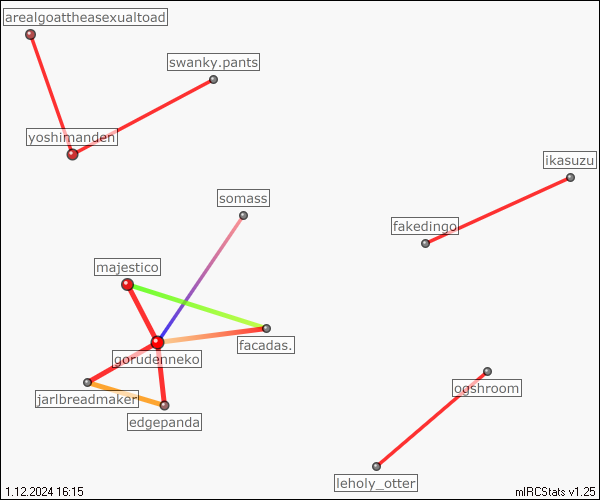 arealgoattheasexualtoad
swanky.pants
yoshimanden
ikasuzu
somass
fakedingo
majestico
facadas.
gorudenneko
jarlbreadmaker
ogshroom
edgepanda
leholy_otter
1.12.2024 16:15
mIRCStats v1.25